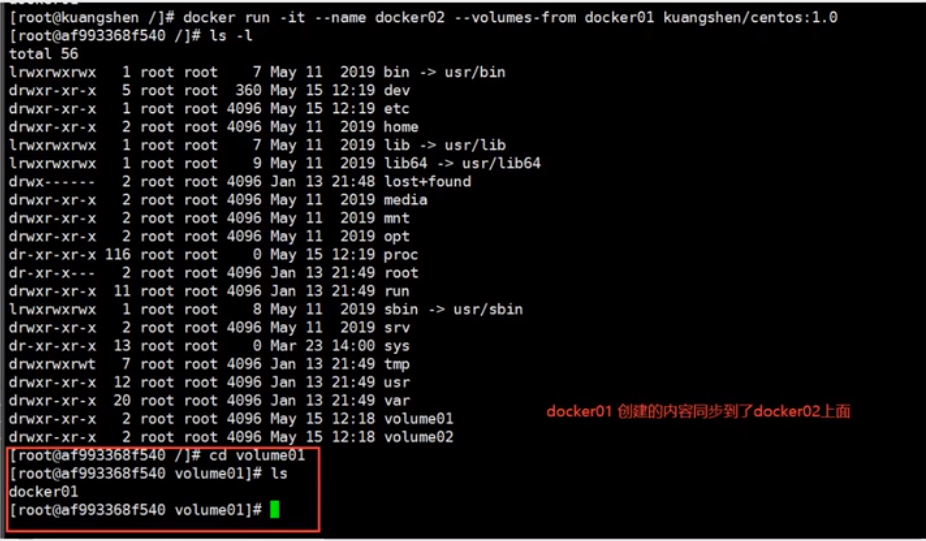 [root@kuangshen /]# docker run -it --name docker02 --volumes-from docker01 kuangshen/centos:1.0
[root@af993368f540 /]# ls -l
total 56
lrwxrwxrwx   1 root root    7 May 11  2019 bin -> usr/bin
drwxr-xr-x   5 root root  360 May 15 12:19 dev
drwxr-xr-x   1 root root 4096 May 15 12:19 etc
drwxr-xr-x   2 root root 4096 May 11  2019 home
lrwxrwxrwx   1 root root    7 May 11  2019 lib -> usr/lib
lrwxrwxrwx   1 root root    9 May 11  2019 lib64 -> usr/lib64
drwx------   2 root root 4096 Jan 13 21:48 lost+found
drwxr-xr-x   2 root root 4096 May 11  2019 media
drwxr-xr-x   2 root root 4096 May 11  2019 mnt
drwxr-xr-x   2 root root 4096 May 11  2019 opt
dr-xr-xr-x 116 root root    0 May 15 12:19 proc
dr-xr-x---   2 root root 4096 Jan 13 21:49 root
drwxr-xr-x  11 root root 4096 Jan 13 21:49 run
lrwxrwxrwx   1 root root    8 May 11  2019 sbin -> usr/sbin
drwxr-xr-x   2 root root 4096 May 11  2019 srv
dr-xr-xr-x  13 root root    0 Mar 23 14:00 sys
drwxrwxrwt   7 root root 4096 Jan 13 21:49 tmp
drwxr-xr-x  12 root root 4096 Jan 13 21:49 usr
drwxr-xr-x  20 root root 4096 Jan 13 21:49 var
docker01 创建的内容同步到了docker02上面
drwxr-xr-x   2 root root 4096 May 15 12:18 volume01
drwxr-xr-x   2 root root 4096 May 15 12:18 volume02
[root@af993368f540 /]# cd volume01
[root@af993368f540 volume01]# ls
docker01
[root@af993368f540 volume01]#